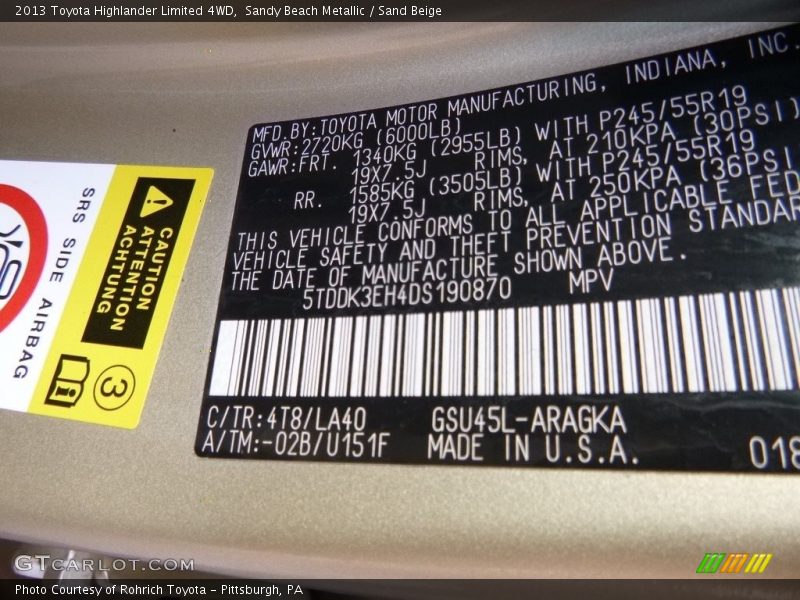 2013 Toyota Highlander Limited 4WD,  Sandy Beach Metallic / Sand Beige
MFD.BY:TOYOTA MOTOR MANUFACTURING, INDIANA, INC.
GVWR:2720KG (6000LB)
GAWR:FRT. 1340KG (2955LB) WITH P245/55R19
19X7.5J RIMS, AT 210KPA (30PSI)
RR. 1585KG (3505LB) WITH P245/55R19
19X7.5J RIMS, AT 250KPA (36PSI
THIS VEHICLE CONFORMS TO ALL APPLICABLE FED
VEHICLE SAFETY AND THEFT PREVENTION STANDAR
THE DATE OF MANUFACTURE SHOWN ABOVE.
5TDDK3EH4DS190870 MPV
C/TR:4T8/LA40 GSU45L-ARAGKA
A/TM:-02B/U151F MADE IN U.S.A. 018
SRS SIDE AIRBAG
CAUTION
ATTENTION
ACHTUNG
3
GTcarlot.com
Photo Courtesy of Rohrich Toyota - Pittsburgh, PA